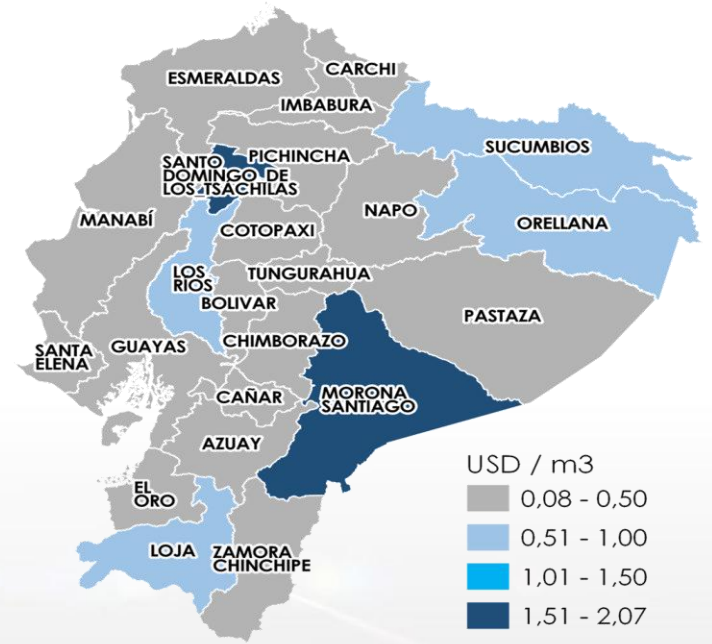 ESMERALDAS
CARCHI
IMBABURA
SUCUMBIOS
SANTO
DOMINGO DE
LOS_TSACHILAS
PICHINCHA
NAPO
ORELLANA
MANABÍ
COTOPAXI
LOS
RIOS
TUNGURAHUA
BOLIVAR
PASTAZA
SANTA
ELENA
GUAYAS
CHIMBORAZO
CAÑAR
MORONA
SANTIAGO
AZUAY
EL
ORO
LOJA
ZAMORA
CHINCHIPE
USD / m3
0,08 - 0,50
0,51 - 1,00
1,01 - 1,50
1,51 - 2,07